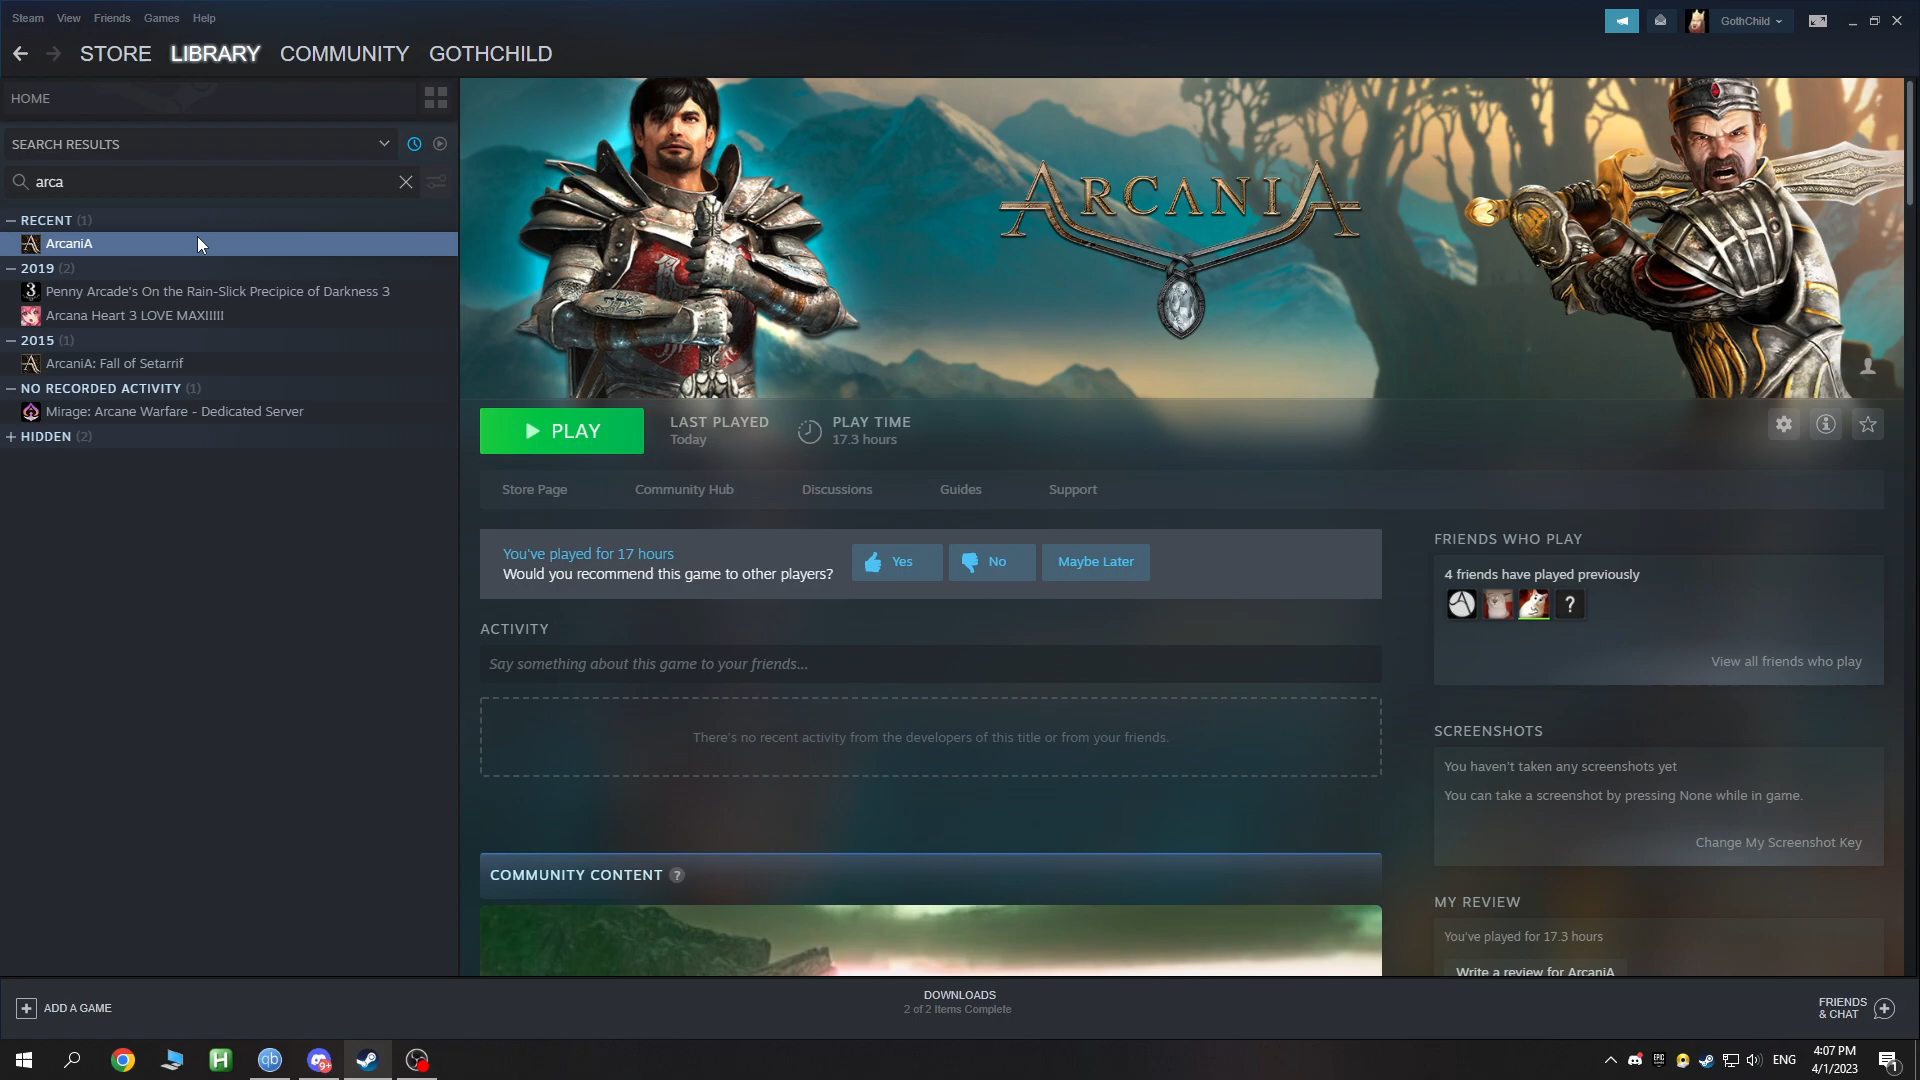 Steam View Friends Games Help
GothChild
STORE LIBRARY COMMUNITY GOTHCHILD
HOME
SEARCH RESULTS
arca
RECENT (1)
ArcaniA
2019 (2)
Penny Arcade's On the Rain-Slick Precipice of Darkness 3
Arcana Heart 3 LOVE MAX!!!!!
2015 (1)
ArcaniA: Fall of Setarrif
NO RECORDED ACTIVITY (1)
Mirage: Arcane Warfare - Dedicated Server
HIDDEN (2)
ARCANIA
PLAY
LAST PLAYED
Today
PLAY TIME
17.3 hours
Store Page Community Hub Discussions Guides Support
You've played for 17 hours
Would you recommend this game to other players?
Yes No Maybe Later
ACTIVITY
Say something about this game to your friends...
There's no recent activity from the developers of this title or from your friends.
COMMUNITY CONTENT ?
FRIENDS WHO PLAY
4 friends have played previously
?
View all friends who play
SCREENSHOTS
You haven't taken any screenshots yet
You can take a screenshot by pressing None while in game.
Change My Screenshot Key
MY REVIEW
You've played for 17.3 hours
Write a review for ArcaniA
ADD A GAME
DOWNLOADS
2 of 2 Items Complete
FRIENDS
& CHAT
H
qb
9+
EPIC
ENG
4:07 PM
4/1/2023
1